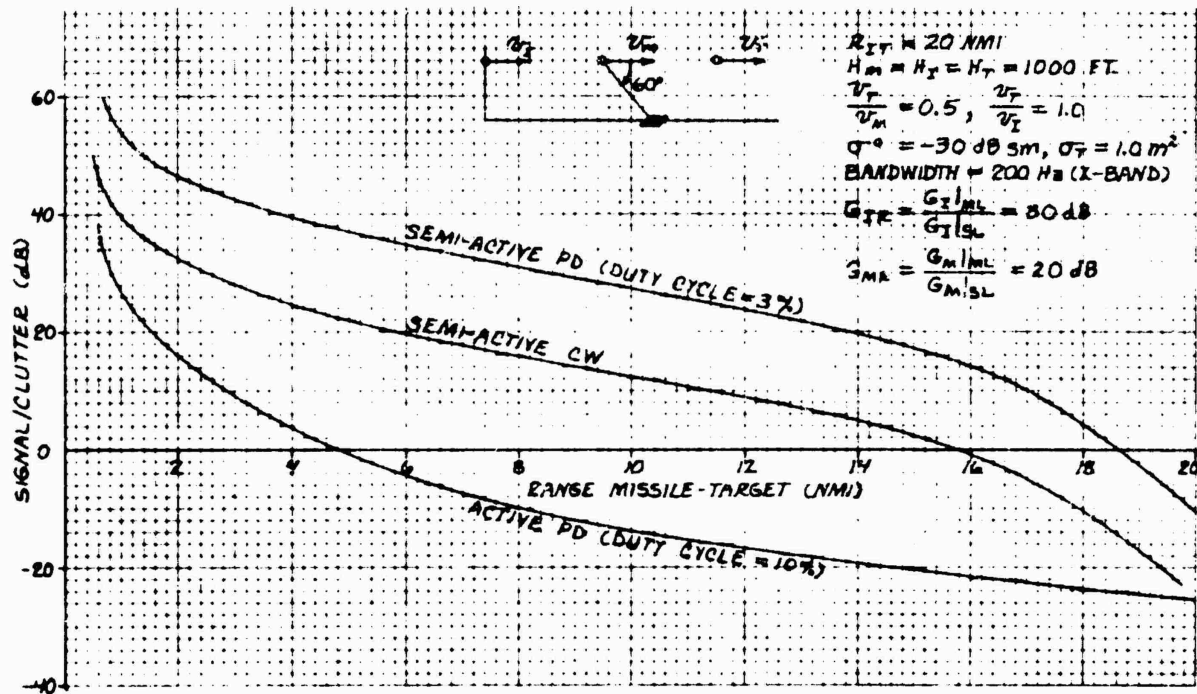 v_I v_m v_T
60°
R_IT = 20 NMI
H_M = H_I = H_T = 1000 FT.
v_T/v_M = 0.5, v_T/v_I = 1.0
σ° = -30 dB sm, σ_T = 1.0 m²
BANDWIDTH = 200 Hz (X-BAND)
G_IR = G_I|ML / G_I|SL = 30 dB
G_MR = G_M|ML / G_M|SL = 20 dB
SIGNAL/CLUTTER (dB)
60
40
20
0
-20
-40
SEMI-ACTIVE PD (DUTY CYCLE=3%)
SEMI-ACTIVE CW
2 4 6 8 10 12 14 16 18 20
RANGE MISSILE-TARGET (NMI)
ACTIVE PD (DUTY CYCLE = 10%)